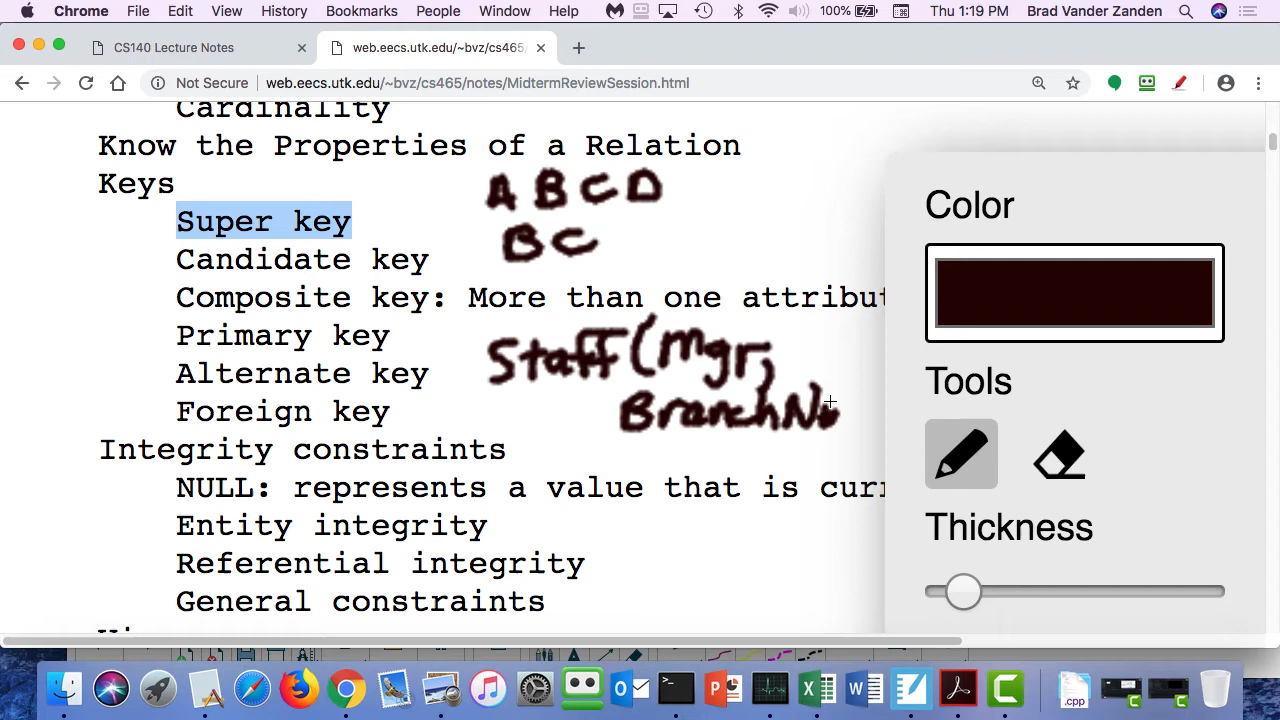 Chrome File Edit View History Bookmarks People Window Help 100% Thu 1:19 PM Brad Vander Zanden
CS140 Lecture Notes × web.eecs.utk.edu/~bvz/cs465/ × +
Not Secure web.eecs.utk.edu/~bvz/cs465/notes/MidtermReviewSession.html
Cardinality
Know the Properties of a Relation
Keys
A B C D
Super key
B C
Candidate key
Composite key: More than one attribut
Primary key
Staff (Mgr,
Alternate key
Foreign key
BranchNo
Integrity constraints
NULL: represents a value that is curr
Entity integrity
Referential integrity
General constraints
Color
Tools
Thickness
.cpp